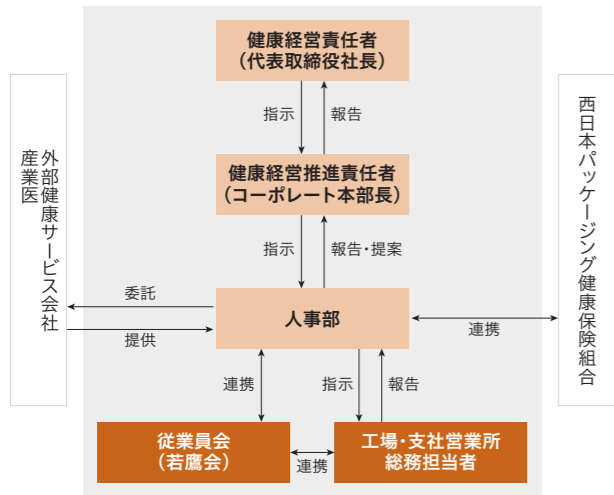 健康経営責任者
(代表取締役社長)
指示
報告
健康経営推進責任者
(コーポレート本部長)
指示
報告・提案
外部健康サービス会社
産業医
委託
提供
人事部
連携
西日本パッケージング健康保険組合
連携
指示
報告
従業員会
(若鷹会)
連携
工場・支社営業所
総務担当者